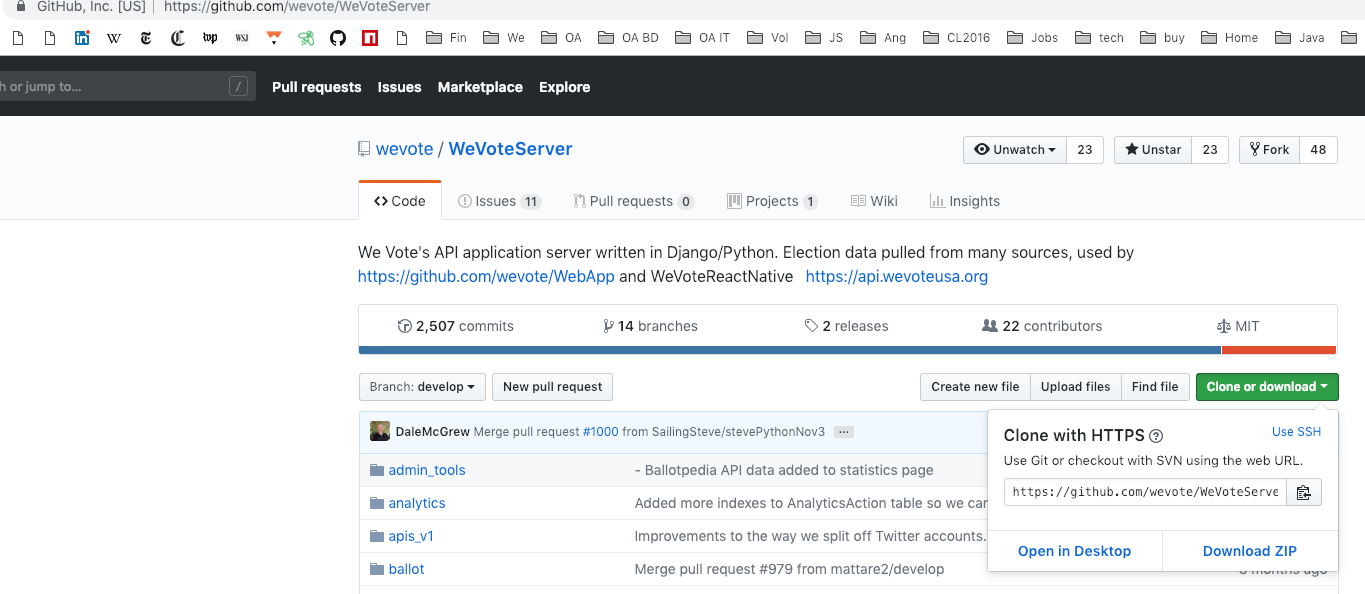 GitHub, Inc. [US] | https://github.com/wevote/WeVoteServer
W wp WSJ Fin We OA OA BD OA IT Vol JS Ang CL2016 Jobs tech buy Home Java
h or jump to... / Pull requests Issues Marketplace Explore
wevote / WeVoteServer Unwatch 23 Unstar 23 Fork 48
Code Issues 11 Pull requests 0 Projects 1 Wiki Insights
We Vote's API application server written in Django/Python. Election data pulled from many sources, used by
https://github.com/wevote/WebApp and WeVoteReactNative https://api.wevoteusa.org
2,507 commits 14 branches 2 releases 22 contributors MIT
Branch: develop New pull request Create new file Upload files Find file Clone or download
DaleMcGrew Merge pull request #1000 from SailingSteve/stevePythonNov3 ...
Clone with HTTPS Use SSH
Use Git or checkout with SVN using the web URL.
https://github.com/wevote/WeVoteServe
Open in Desktop Download ZIP
admin_tools - Ballotpedia API data added to statistics page
analytics Added more indexes to AnalyticsAction table so we can
apis_v1 Improvements to the way we split off Twitter accounts.
ballot Merge pull request #979 from mattare2/develop